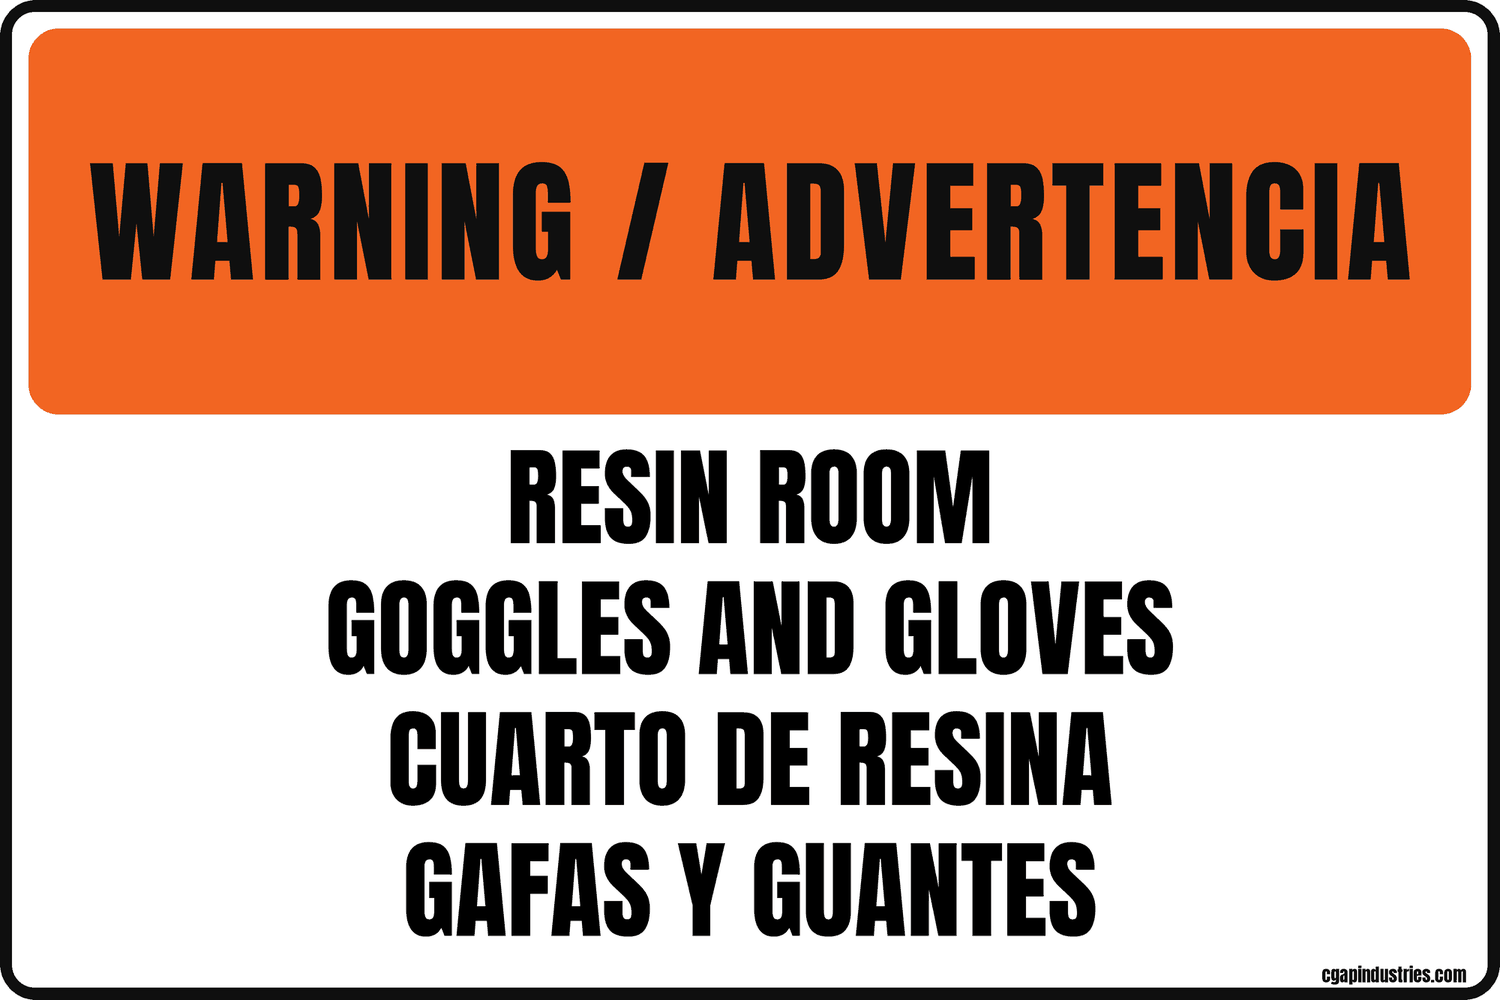 WARNING / ADVERTENCIA
RESIN ROOM
GOGGLES AND GLOVES
CUARTO DE RESINA
GAFAS Y GUANTES
cgapindustries.com